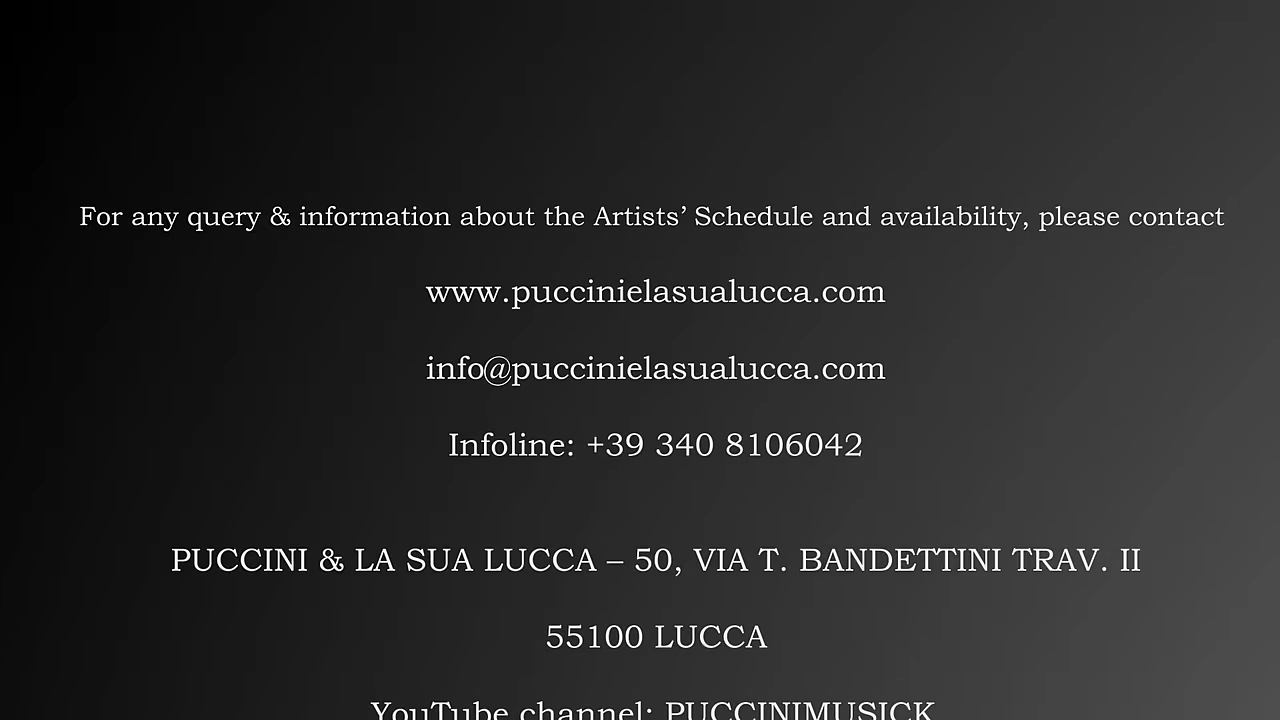 For any query & information about the Artists’ Schedule and availability, please contact
www.puccinielasualucca.com
info@puccinielasualucca.com
Infoline: +39 340 8106042
PUCCINI & LA SUA LUCCA – 50, VIA T. BANDETTINI TRAV. II
55100 LUCCA
YouTube channel: PUCCINIMUSICK